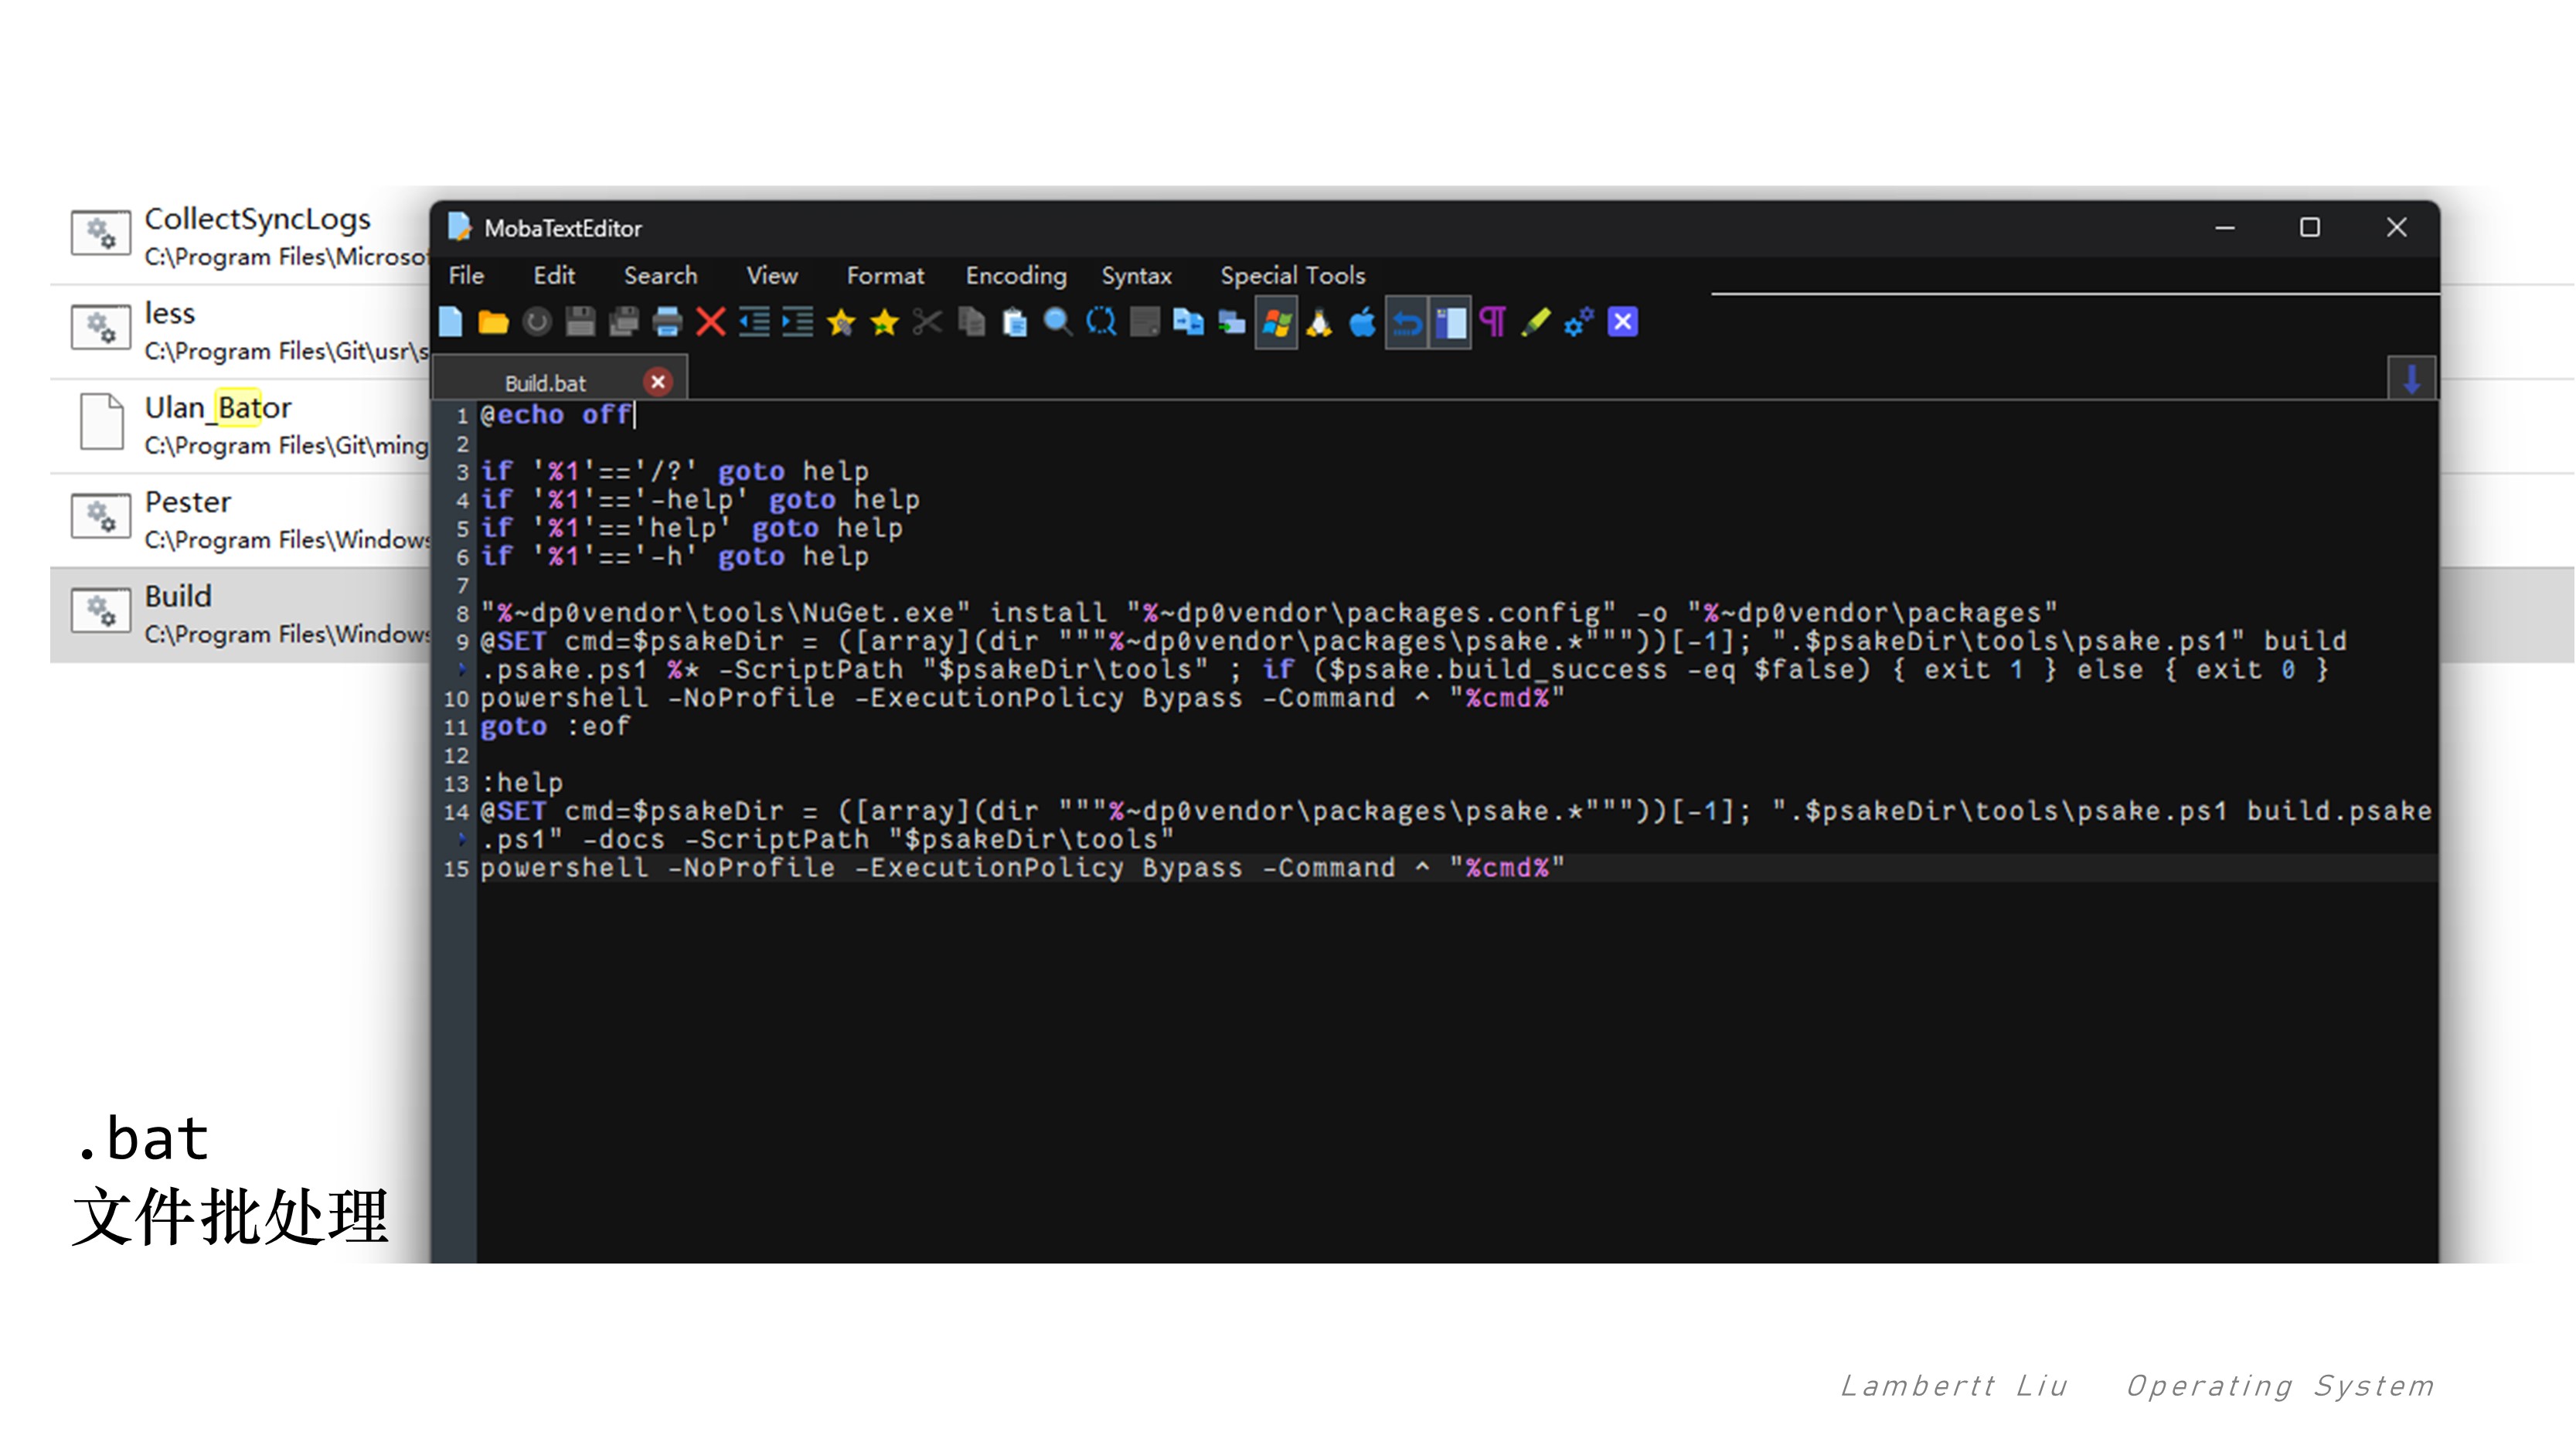 CollectSyncLogs
C:\Program Files\Microsof
less
C:\Program Files\Git\usr\s
Ulan_Bator
C:\Program Files\Git\ming
Pester
C:\Program Files\Windows
Build
C:\Program Files\Windows
MobaTextEditor
File Edit Search View Format Encoding Syntax Special Tools
Build.bat
1 @echo off
2
3 if '%1'=='/?' goto help
4 if '%1'=='-help' goto help
5 if '%1'=='help' goto help
6 if '%1'=='-h' goto help
7
8 "%~dp0vendor\tools\NuGet.exe" install "%~dp0vendor\packages.config" -o "%~dp0vendor\packages"
9 @SET cmd=$psakeDir = ([array](dir """%~dp0vendor\packages\psake.*"""))[-1]; ".$psakeDir\tools\psake.ps1" build
.psake.ps1 %* -ScriptPath "$psakeDir\tools" ; if ($psake.build_success -eq $false) { exit 1 } else { exit 0 }
10 powershell -NoProfile -ExecutionPolicy Bypass -Command ^ "%cmd%"
11 goto :eof
12
13 :help
14 @SET cmd=$psakeDir = ([array](dir """%~dp0vendor\packages\psake.*"""))[-1]; ".$psakeDir\tools\psake.ps1 build.psake
.ps1" -docs -ScriptPath "$psakeDir\tools"
15 powershell -NoProfile -ExecutionPolicy Bypass -Command ^ "%cmd%"
.bat
文件批处理
Lambertt Liu Operating System